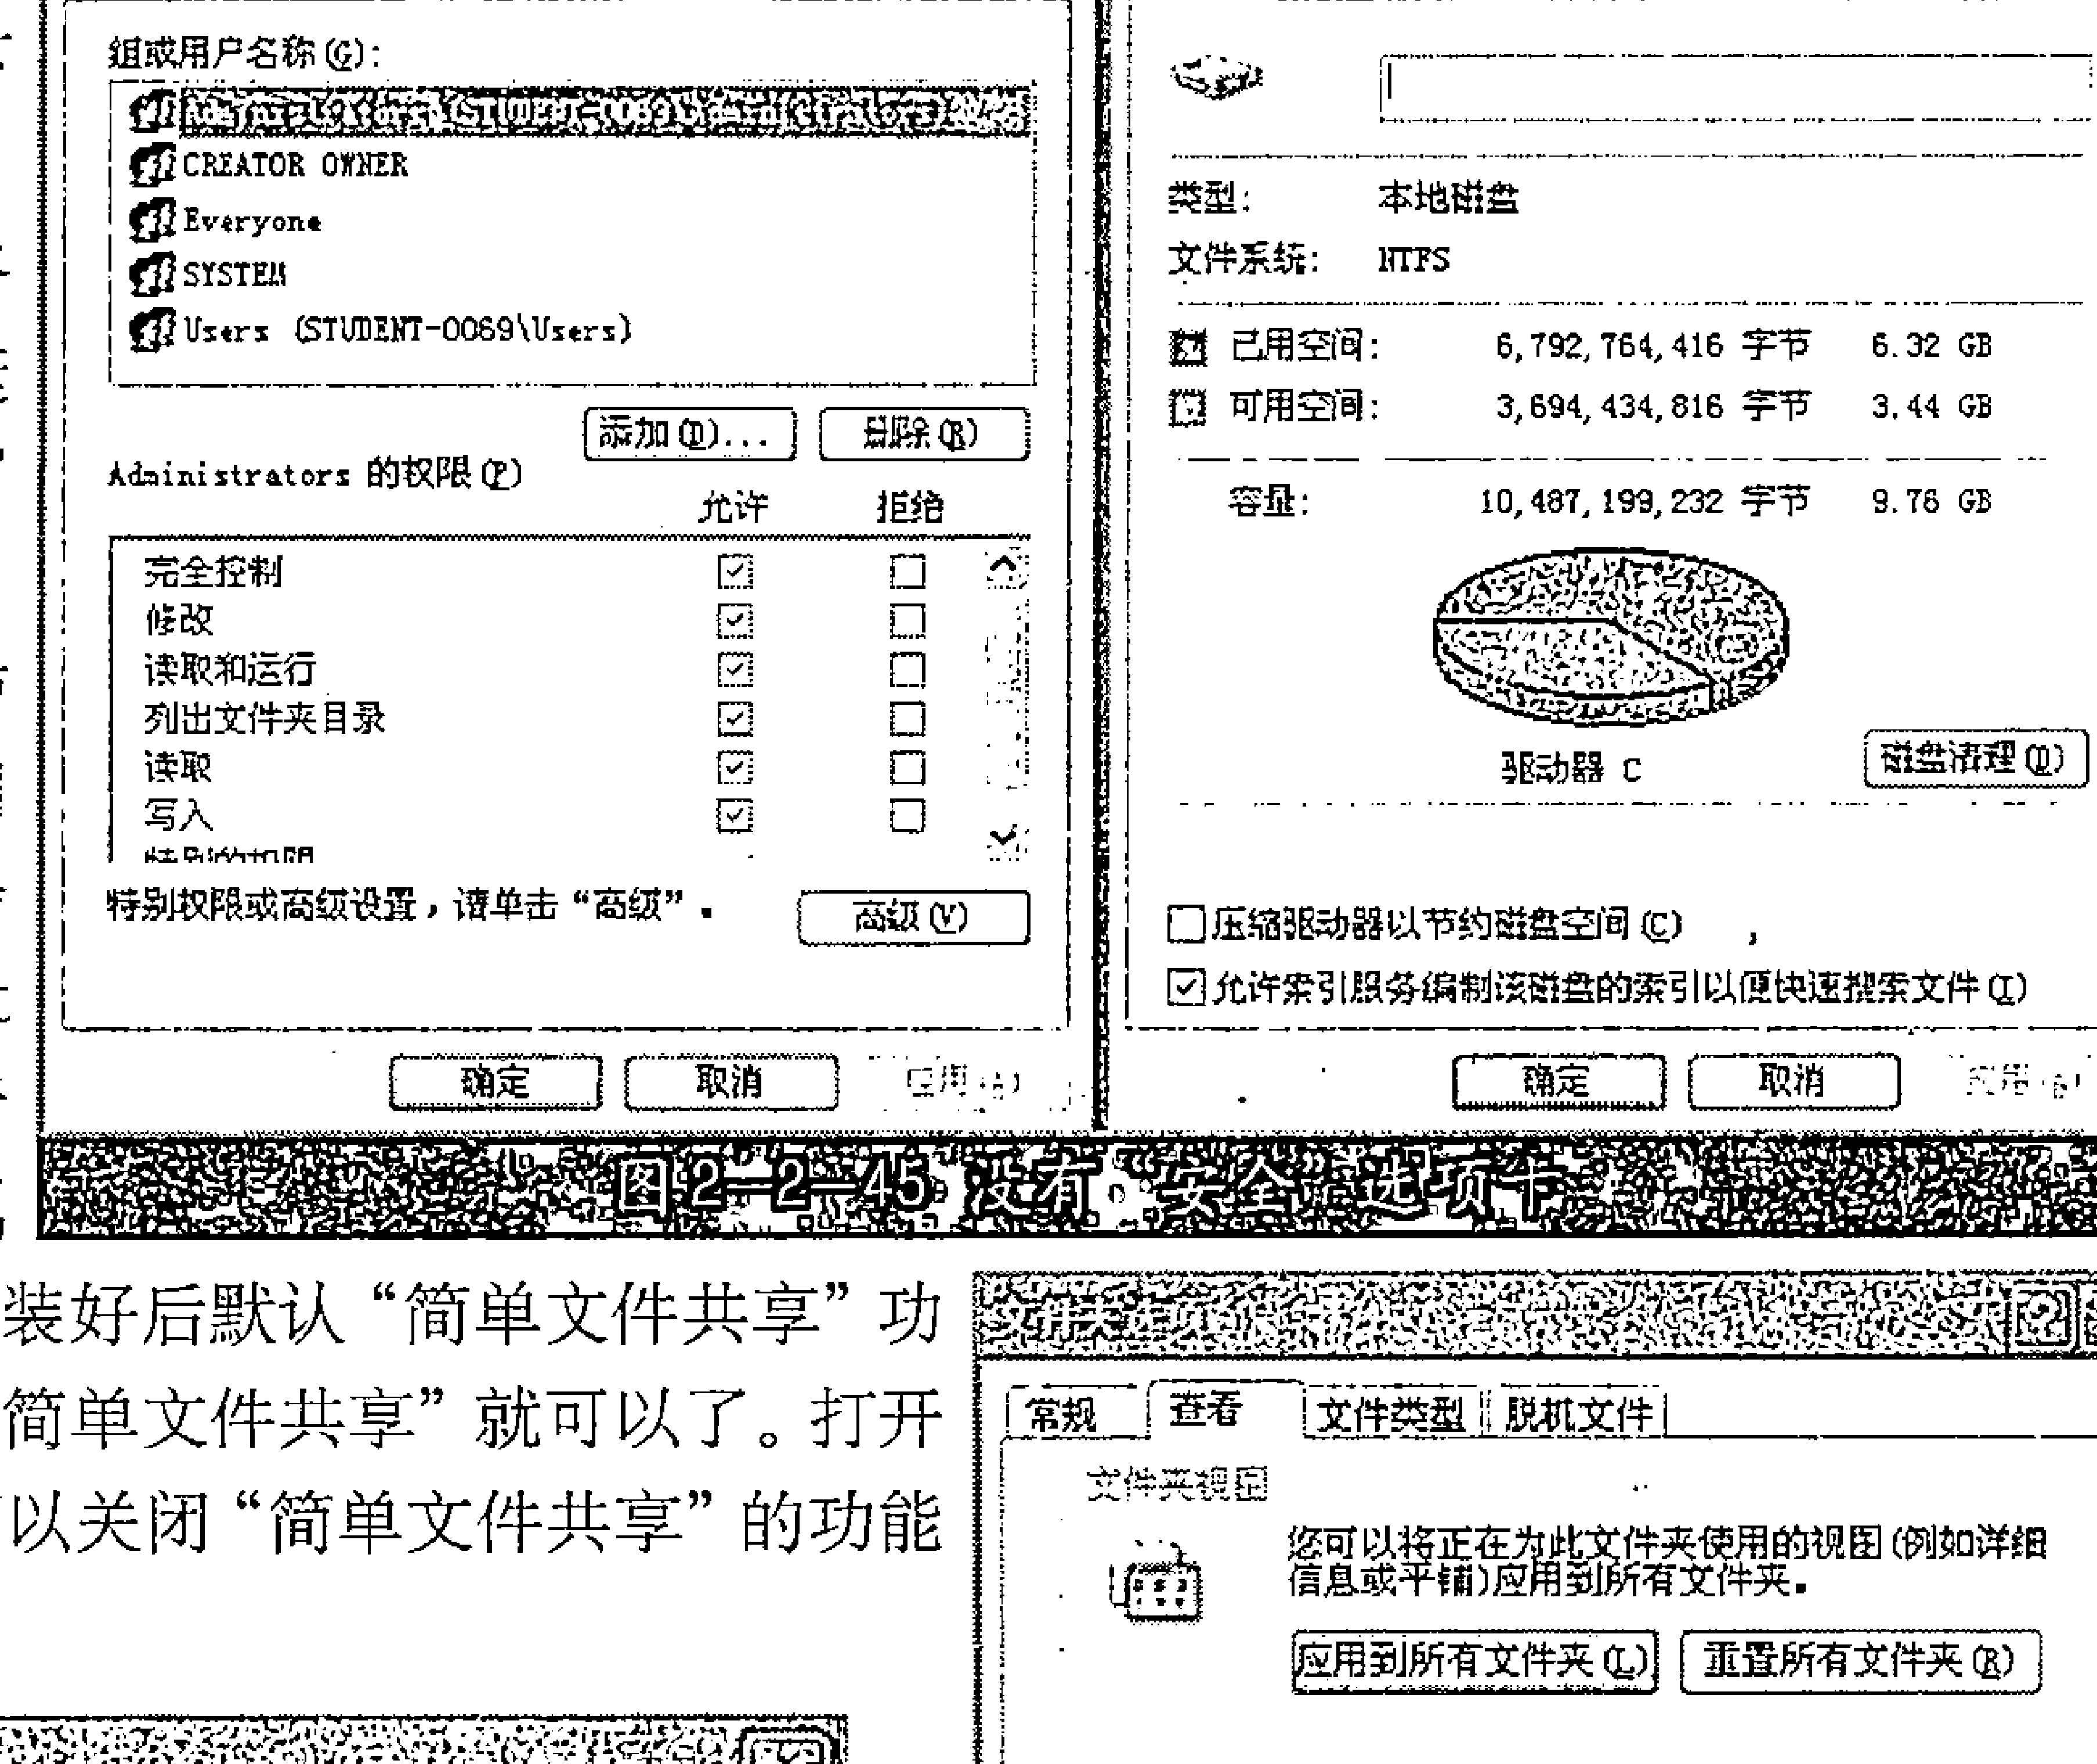 组或用户名称(G):
CREATOR OWNER
Everyone
SYSTEM
Users (STUDENT-0069\Users)
添加(D)... 删除(R)
Administrators 的权限(P)
允许 拒绝
完全控制
修改
读取和运行
列出文件夹目录
读取
写入
特别的权限
特别权限或高级设置，请单击“高级”。
高级(V)
确定 取消 应用(A)
类型: 本地磁盘
文件系统: NTFS
已用空间: 6,792,764,416 字节 6.32 GB
可用空间: 3,694,434,816 字节 3.44 GB
容量: 10,487,199,232 字节 9.76 GB
驱动器 C
磁盘清理(D)
压缩驱动器以节约磁盘空间(C)
允许索引服务编制该磁盘的索引以便快速搜索文件(I)
确定 取消 应用(A)
图2-2-45 没有“安全”选项卡
装好后默认“简单文件共享”功
简单文件共享”就可以了。打开
以关闭“简单文件共享”的功能
文件夹选项
常规 查看 文件类型 脱机文件
文件夹视图
您可以将正在为此文件夹使用的视图(例如详细
信息或平铺)应用到所有文件夹。
应用到所有文件夹(L) 重置所有文件夹(R)